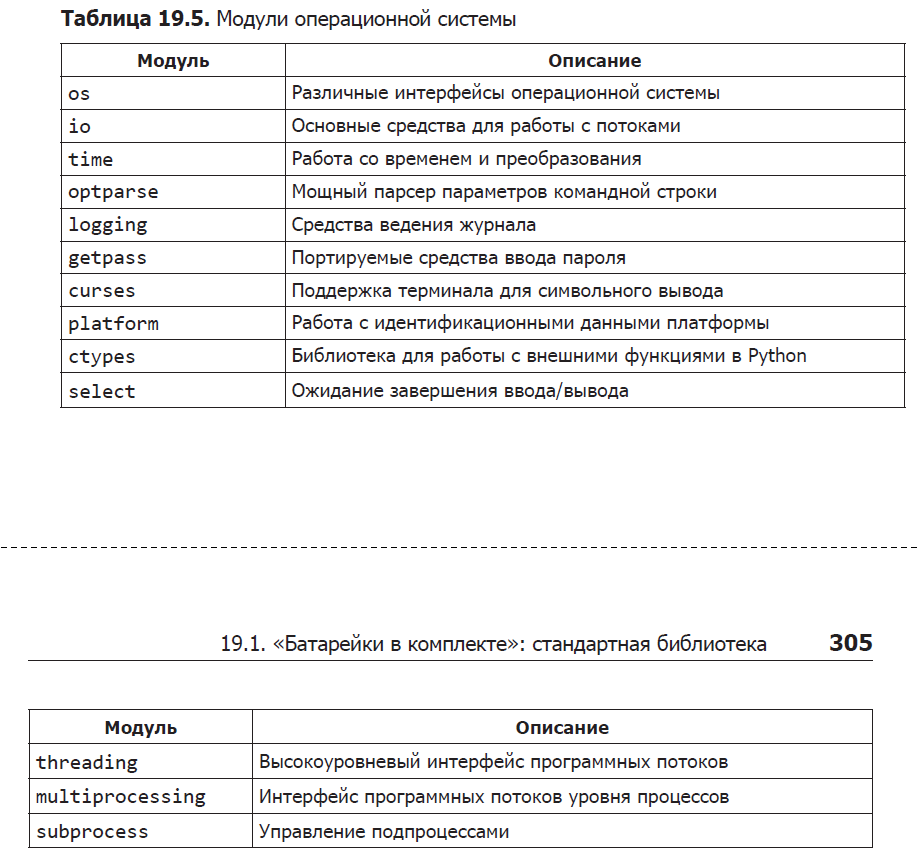 Таблица 19.5. Модули операционной системы
Модуль Описание
os Различные интерфейсы операционной системы
io Основные средства для работы с потоками
time Работа со временем и преобразования
optparse Мощный парсер параметров командной строки
logging Средства ведения журнала
getpass Портируемые средства ввода пароля
curses Поддержка терминала для символьного вывода
platform Работа с идентификационными данными платформы
ctypes Библиотека для работы с внешними функциями в Python
select Ожидание завершения ввода/вывода
19.1. «Батарейки в комплекте»: стандартная библиотека 305
Модуль Описание
threading Высокоуровневый интерфейс программных потоков
multiprocessing Интерфейс программных потоков уровня процессов
subprocess Управление подпроцессами